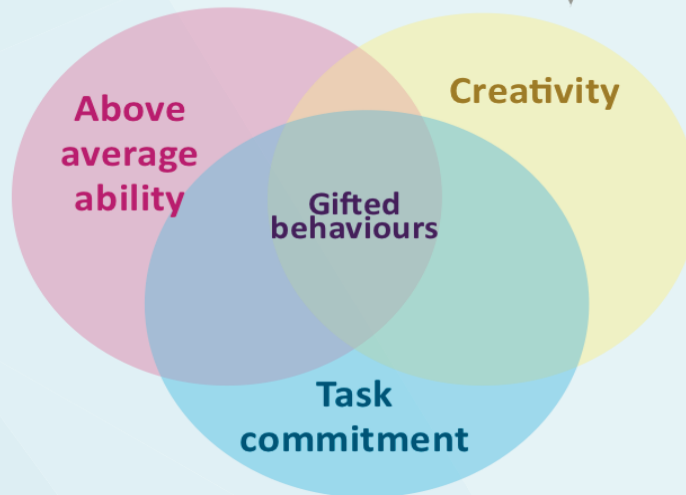 Above
average
ability
Creativity
Gifted
behaviours
Task
commitment